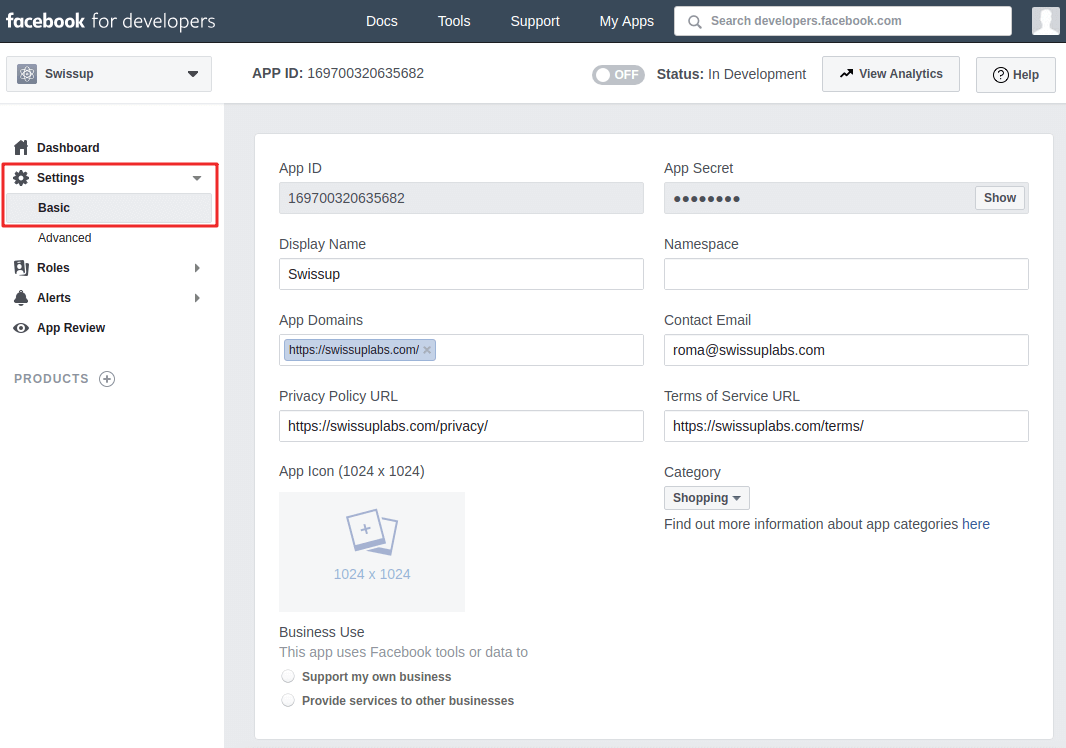 facebook for developers Docs Tools Support My Apps Search developers.facebook.com
Swissup APP ID: 169700320635682 OFF Status: In Development View Analytics Help
Dashboard
Settings
Basic
Advanced
Roles
Alerts
App Review
PRODUCTS
App ID App Secret
169700320635682 ●●●●●●●● Show
Display Name Namespace
Swissup
App Domains Contact Email
https://swissuplabs.com/ × roma@swissuplabs.com
Privacy Policy URL Terms of Service URL
https://swissuplabs.com/privacy/ https://swissuplabs.com/terms/
App Icon (1024 x 1024) Category
Shopping
Find out more information about app categories here
1024 x 1024
Business Use
This app uses Facebook tools or data to
Support my own business
Provide services to other businesses